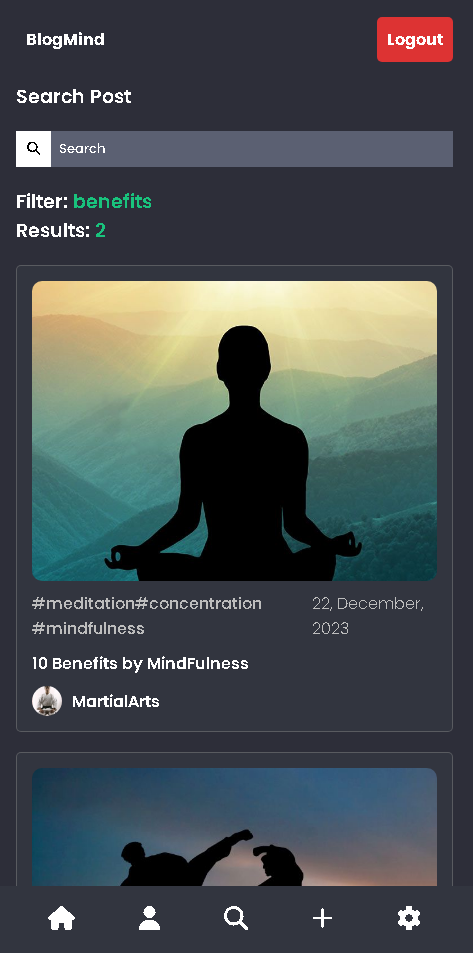 BlogMind
Logout
Search Post
Search
Filter: benefits
Results: 2
#meditation#concentration
#mindfulness
22, December,
2023
10 Benefits by MindFulness
MartialArts